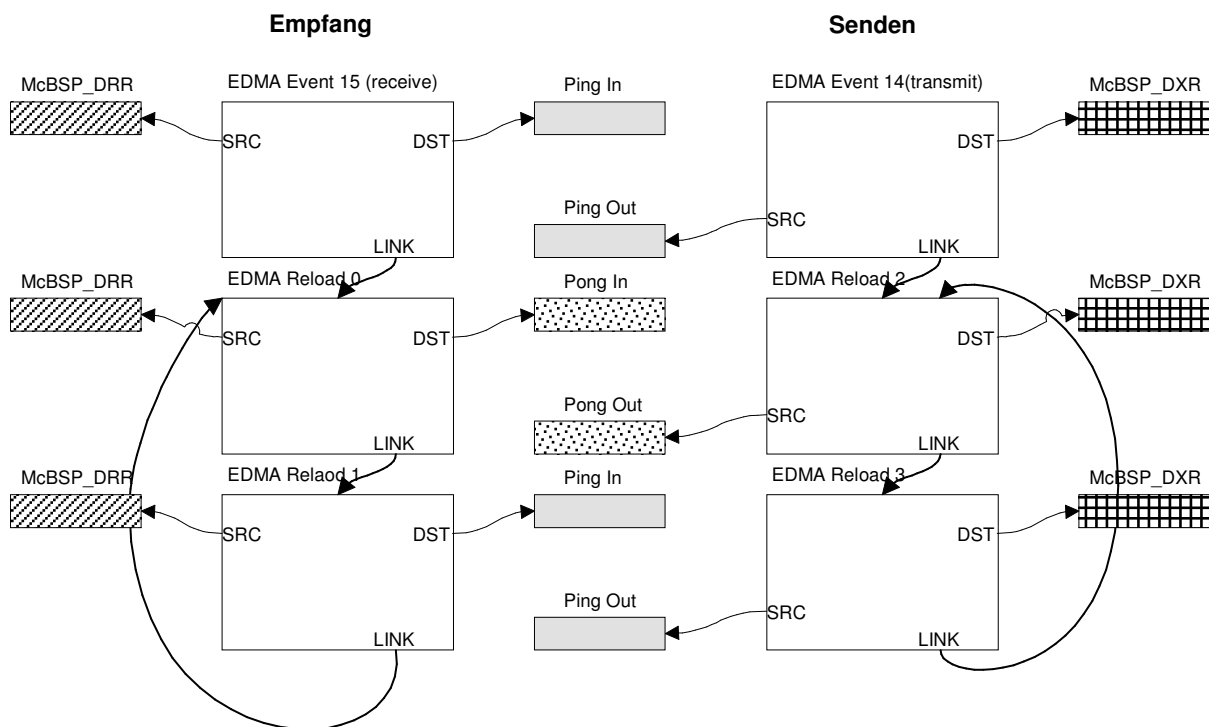 Empfang
Senden
McBSP_DRR
EDMA Event 15 (receive)
Ping In
EDMA Event 14(transmit)
McBSP_DXR
SRC
DST
DST
Ping Out
SRC
LINK
LINK
McBSP_DRR
EDMA Reload 0
Pong In
EDMA Reload 2
McBSP_DXR
SRC
DST
DST
Pong Out
SRC
LINK
LINK
McBSP_DRR
EDMA Relaod 1
Ping In
EDMA Reload 3
McBSP_DXR
SRC
DST
DST
Ping Out
SRC
LINK
LINK